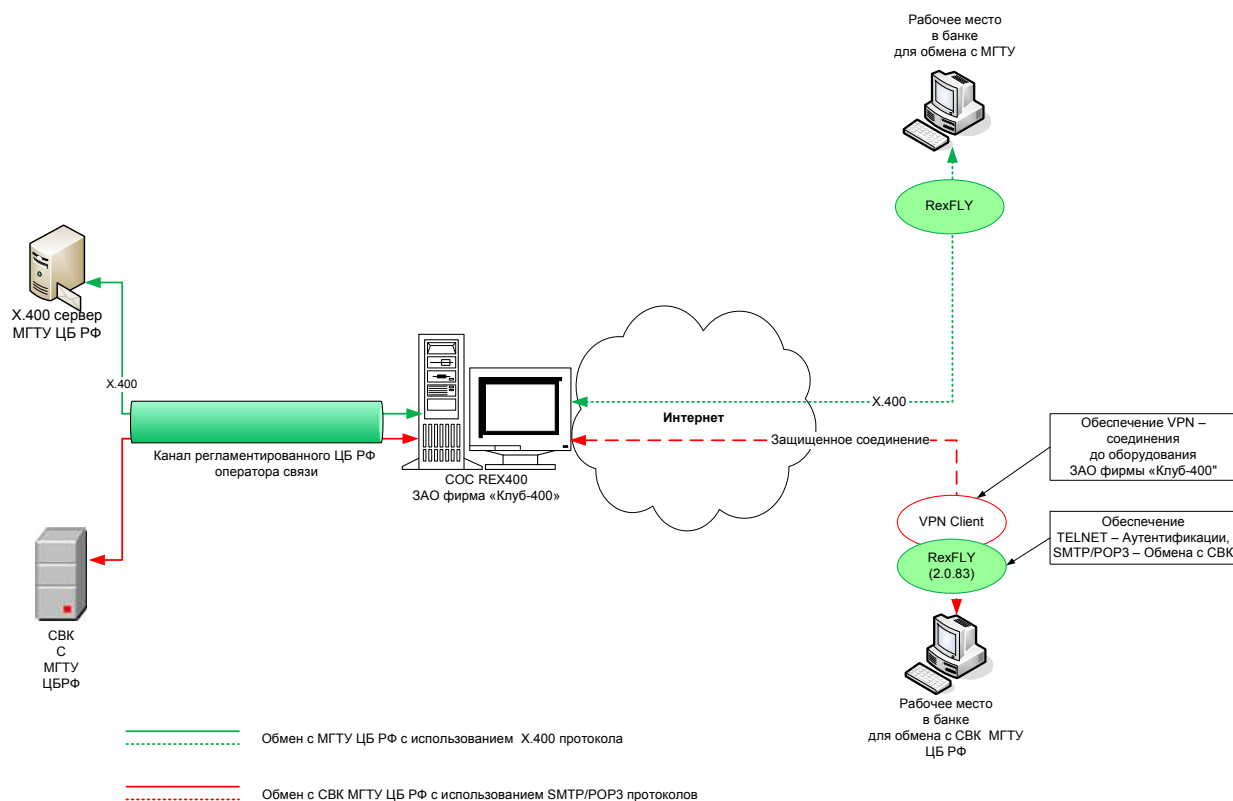 Рабочее место
в банке
для обмена с МГТУ
RexFLY
X.400 сервер
МГТУ ЦБ РФ
X.400
Канал регламентированного ЦБ РФ
оператора связи
СОС REX400
ЗАО фирма «Клуб-400»
Интернет
X.400
Защищенное соединение
Обеспечение VPN –
соединения
до оборудования
ЗАО фирмы «Клуб-400"
VPN Client
RexFLY
(2.0.83)
Обеспечение
TELNET – Аутентификации,
SMTP/POP3 – Обмена с СВК
СВК
С
МГТУ
ЦБРФ
Рабочее место
в банке
для обмена с СВК МГТУ
ЦБ РФ
Обмен с МГТУ ЦБ РФ с использованием X.400 протокола
Обмен с СВК МГТУ ЦБ РФ с использованием SMTP/POP3 протоколов